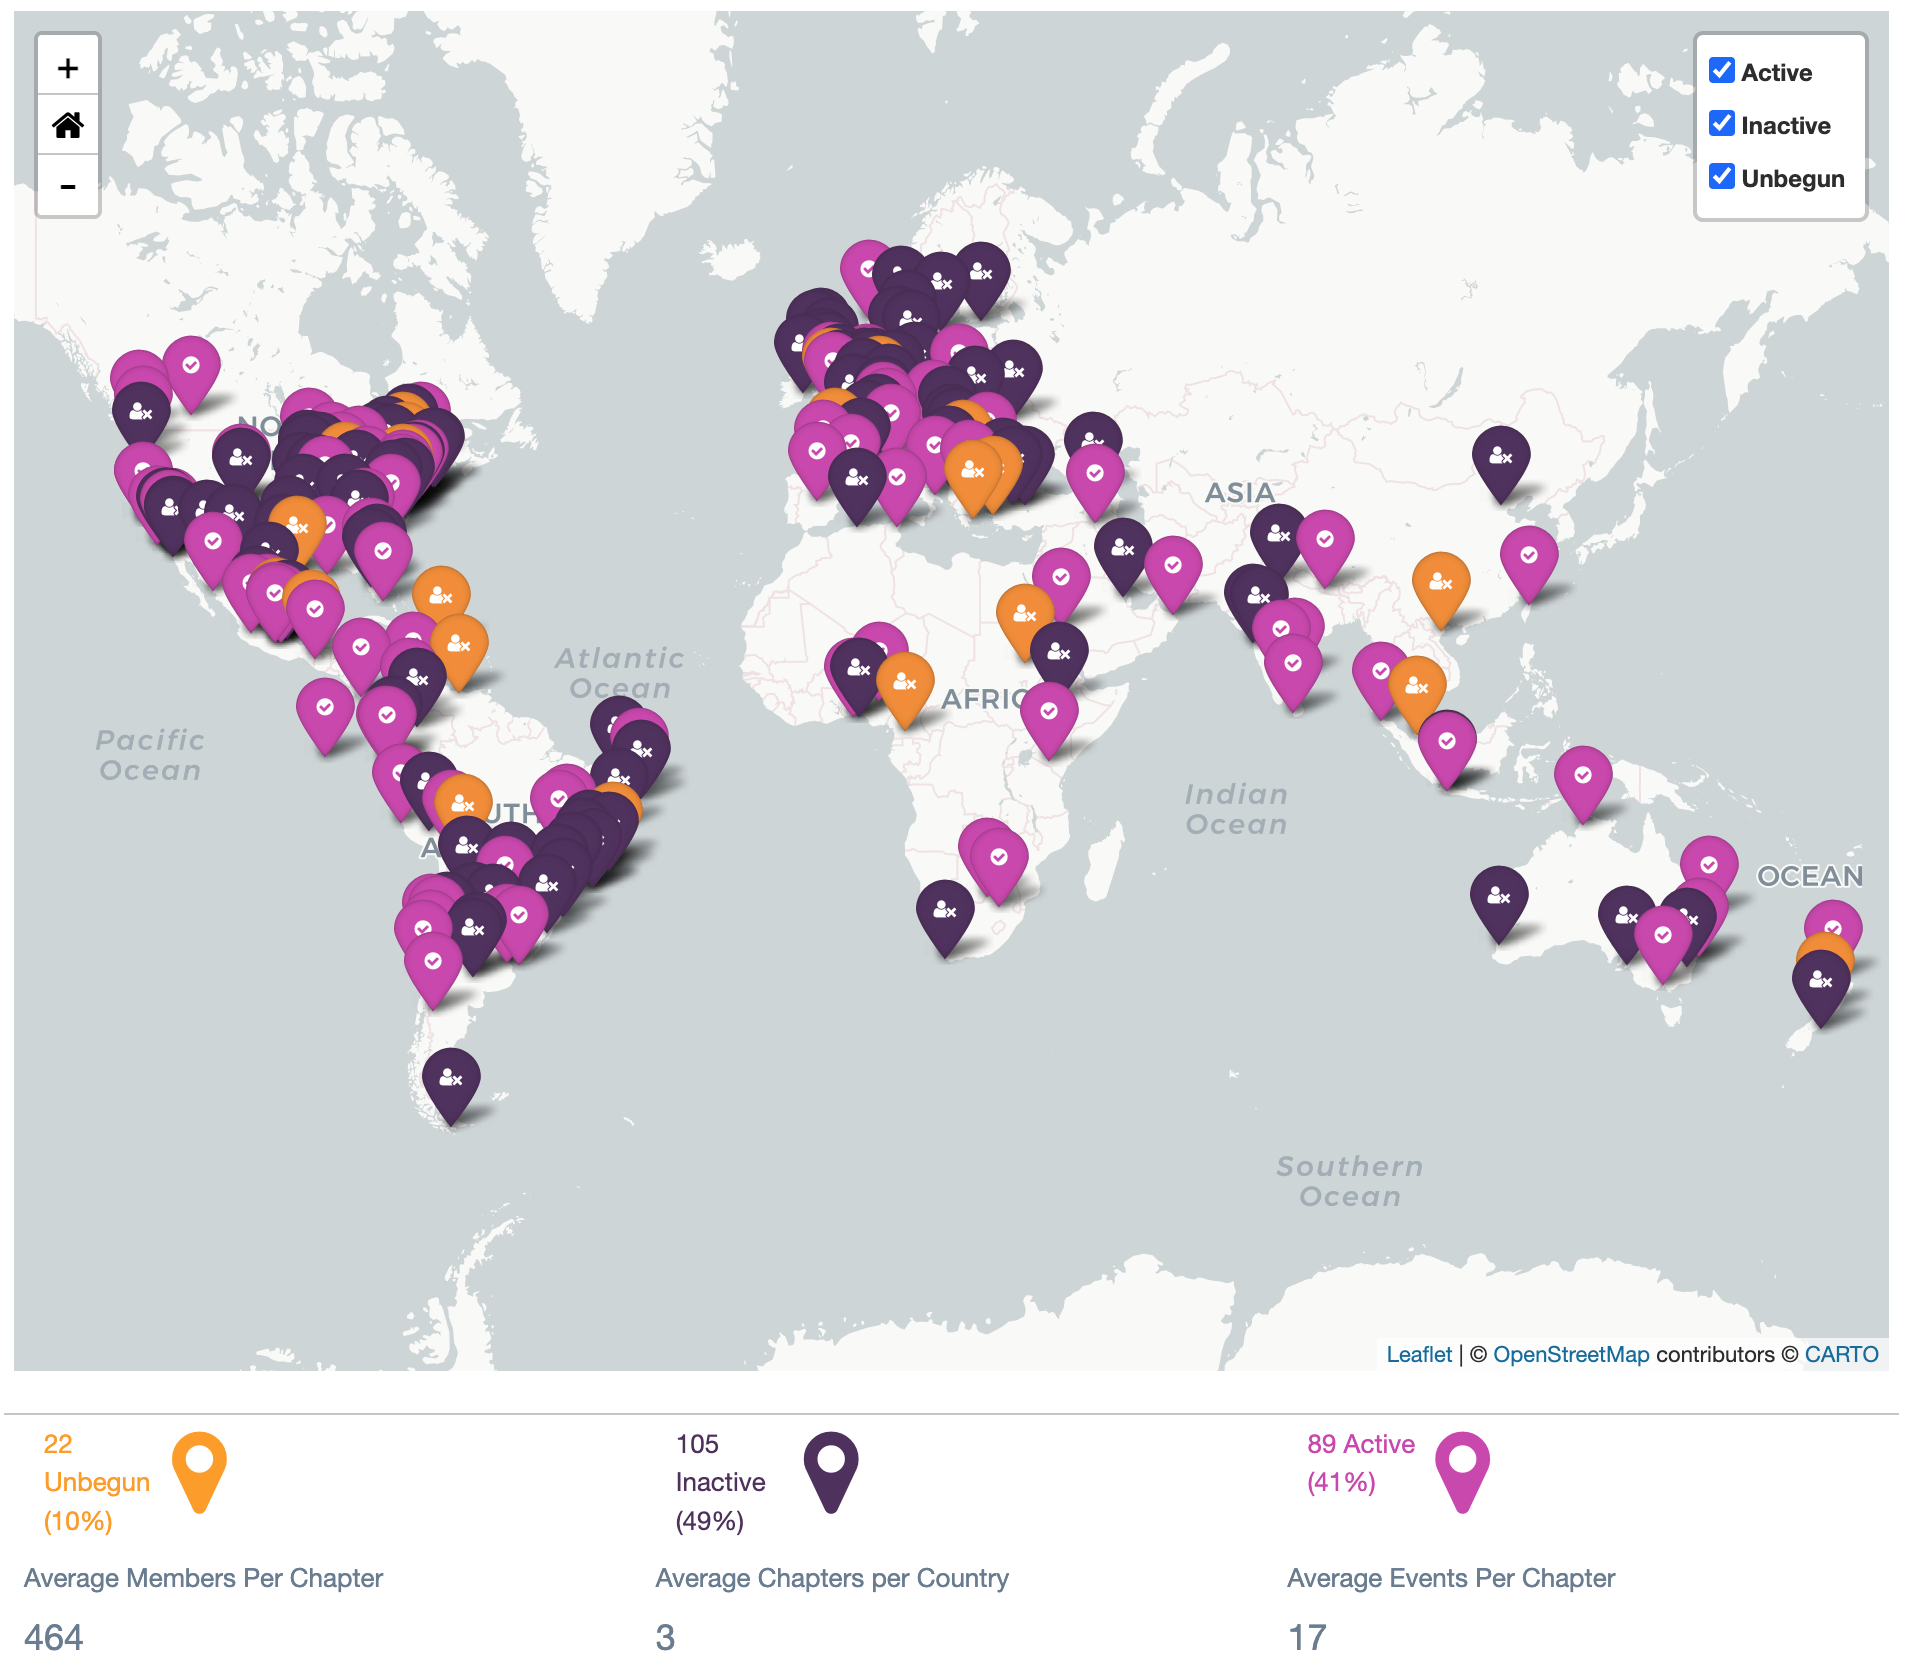 +
-
Active
Inactive
Unbegun
NO
ASIA
Atlantic
Ocean
AFRIC
Pacific
Ocean
Indian
Ocean
UTH
A
OCEAN
Southern
Ocean
Leaflet | © OpenStreetMap contributors © CARTO
22
Unbegun
(10%)
105
Inactive
(49%)
89 Active
(41%)
Average Members Per Chapter
464
Average Chapters per Country
3
Average Events Per Chapter
17